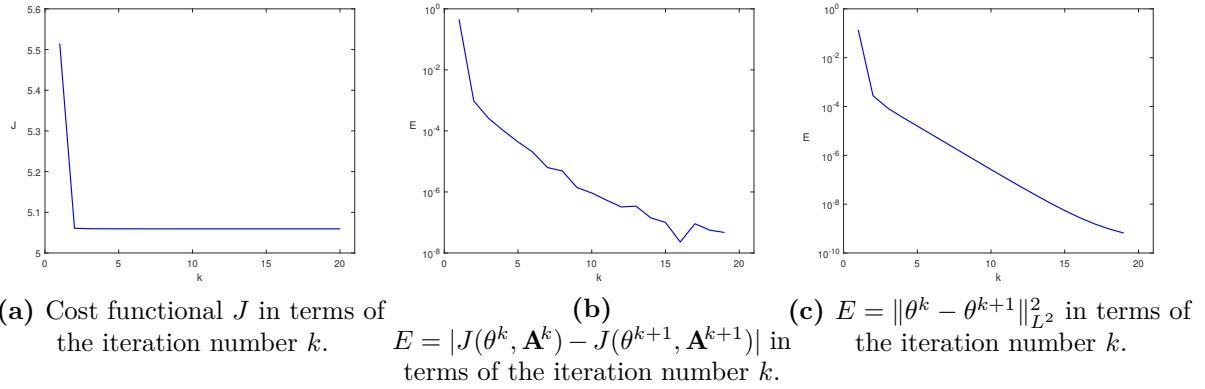 5.6
5.5
5.4
5.3
5.2
5.1
5
J
0
5
10
15
20
k
10^0
10^-2
10^-4
10^-6
10^-8
E
0
5
10
15
20
k
10^0
10^-2
10^-4
10^-6
10^-8
10^-10
E
0
5
10
15
20
k
(a) Cost functional J in terms of
the iteration number k.
(b)
E = |J(θ^k, A^k) − J(θ^{k+1}, A^{k+1})| in
terms of the iteration number k.
(c) E = ‖θ^k − θ^{k+1}‖²_{L²} in terms of
the iteration number k.